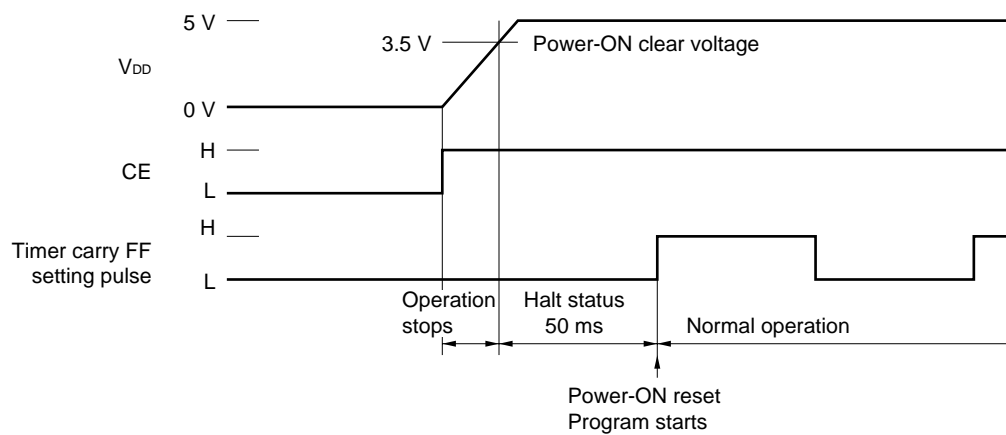 5 V
3.5 V
Power-ON clear voltage
VDD
0 V
H
CE
L
H
Timer carry FF
setting pulse
L
Operation
stops
Halt status
50 ms
Normal operation
Power-ON reset
Program starts